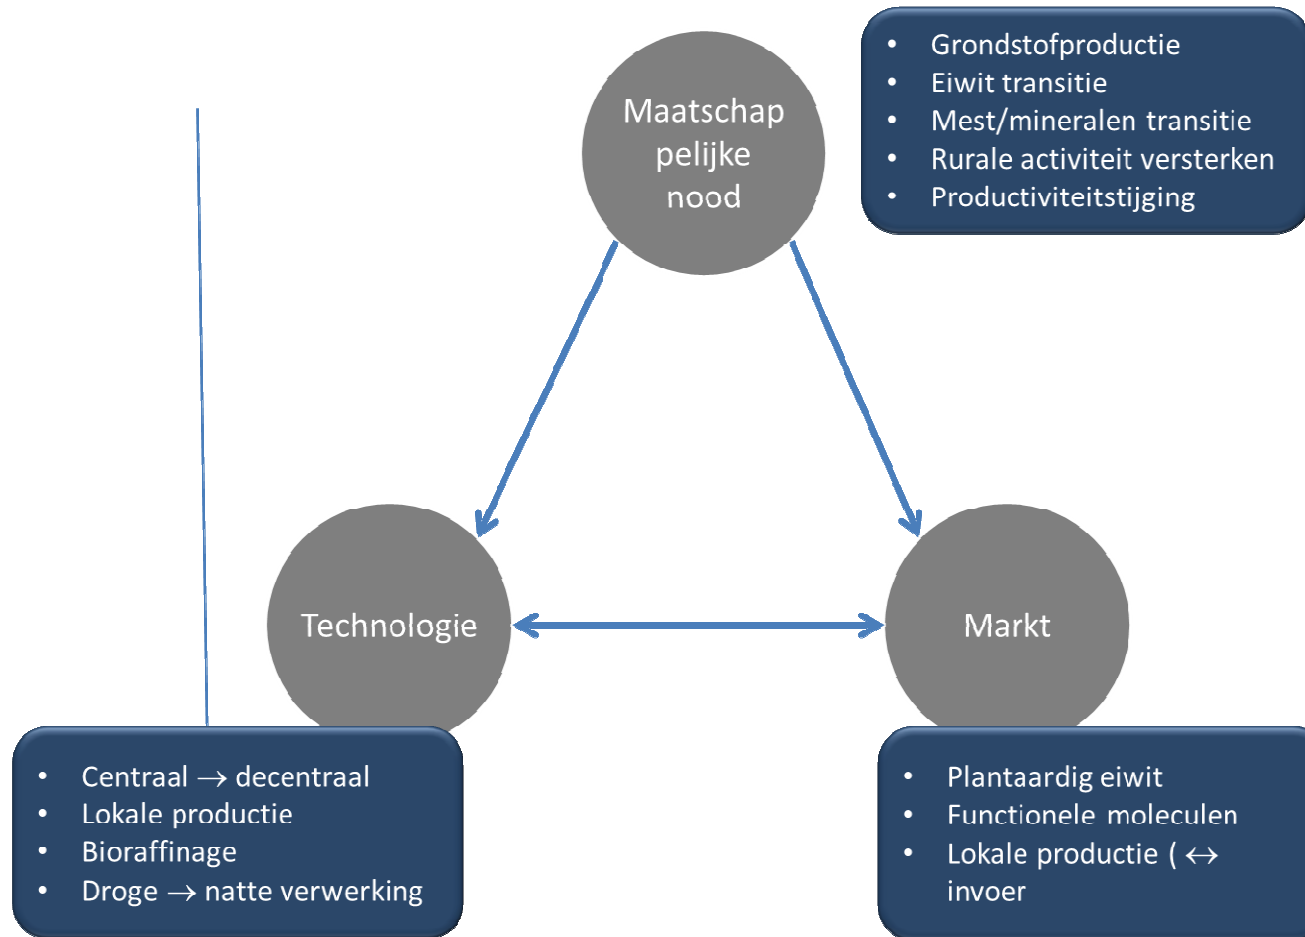 Maatschap
pelijke
nood
• Grondstofproductie
• Eiwit transitie
• Mest/mineralen transitie
• Rurale activiteit versterken
• Productiviteitstijging
Technologie
Markt
• Centraal → decentraal
• Lokale productie
• Bioraffinage
• Droge → natte verwerking
• Plantaardig eiwit
• Functionele moleculen
• Lokale productie ( ↔
invoer